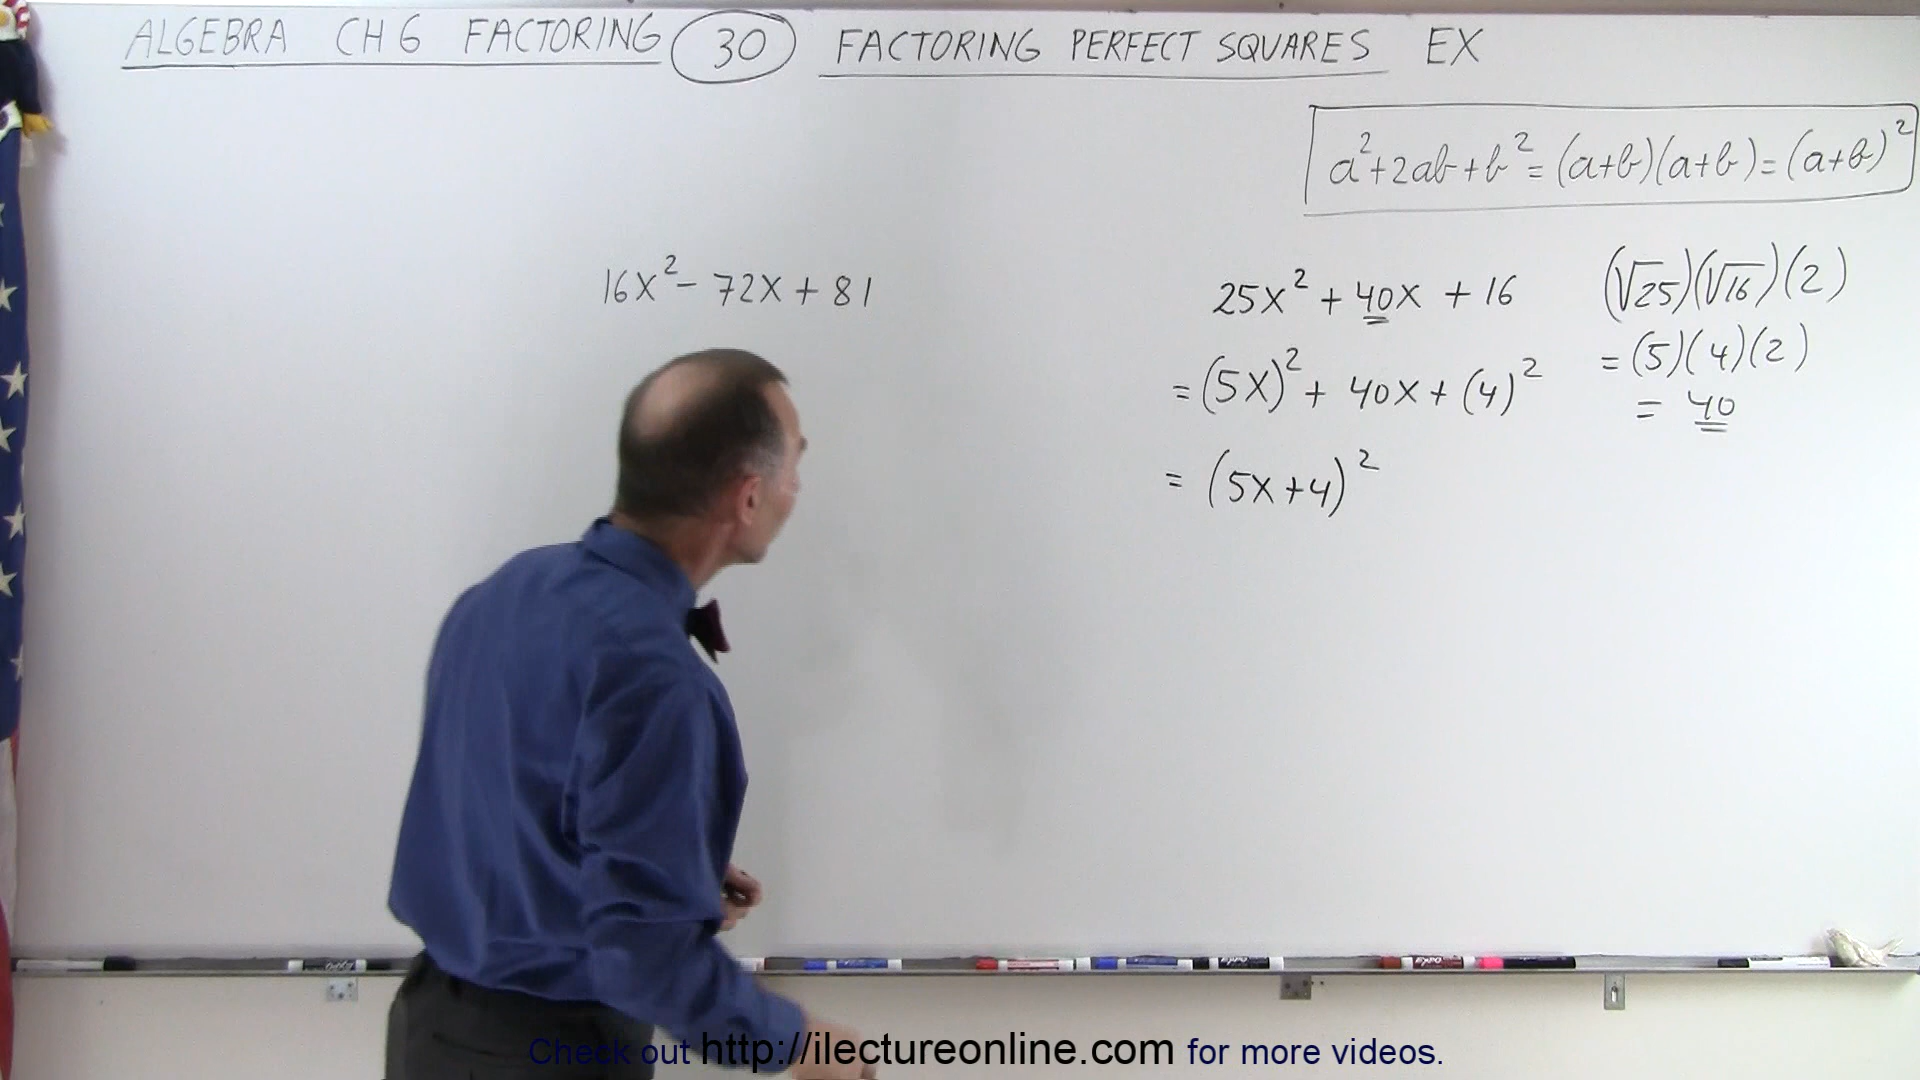 ALGEBRA CH 6 FACTORING 30 FACTORING PERFECT SQUARES EX
a²+2ab+b²=(a+b)(a+b)=(a+b)²
16x²-72x+81
25x²+40x+16
=(5x)²+40x+(4)²
=(5x+4)²
(√25)(√16)(2)
=(5)(4)(2)
=40
Check out http://ilectureonline.com for more videos.